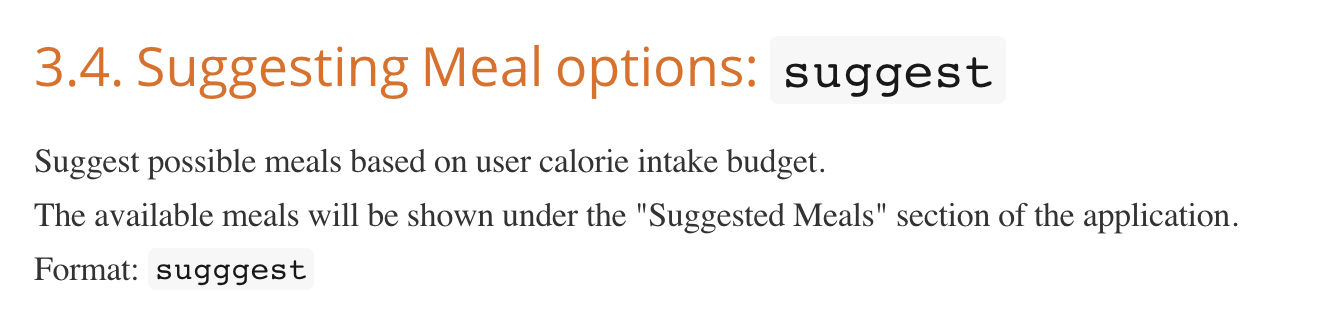 3.4. Suggesting Meal options: suggest
Suggest possible meals based on user calorie intake budget.
The available meals will be shown under the "Suggested Meals" section of the application.
Format: sugggest